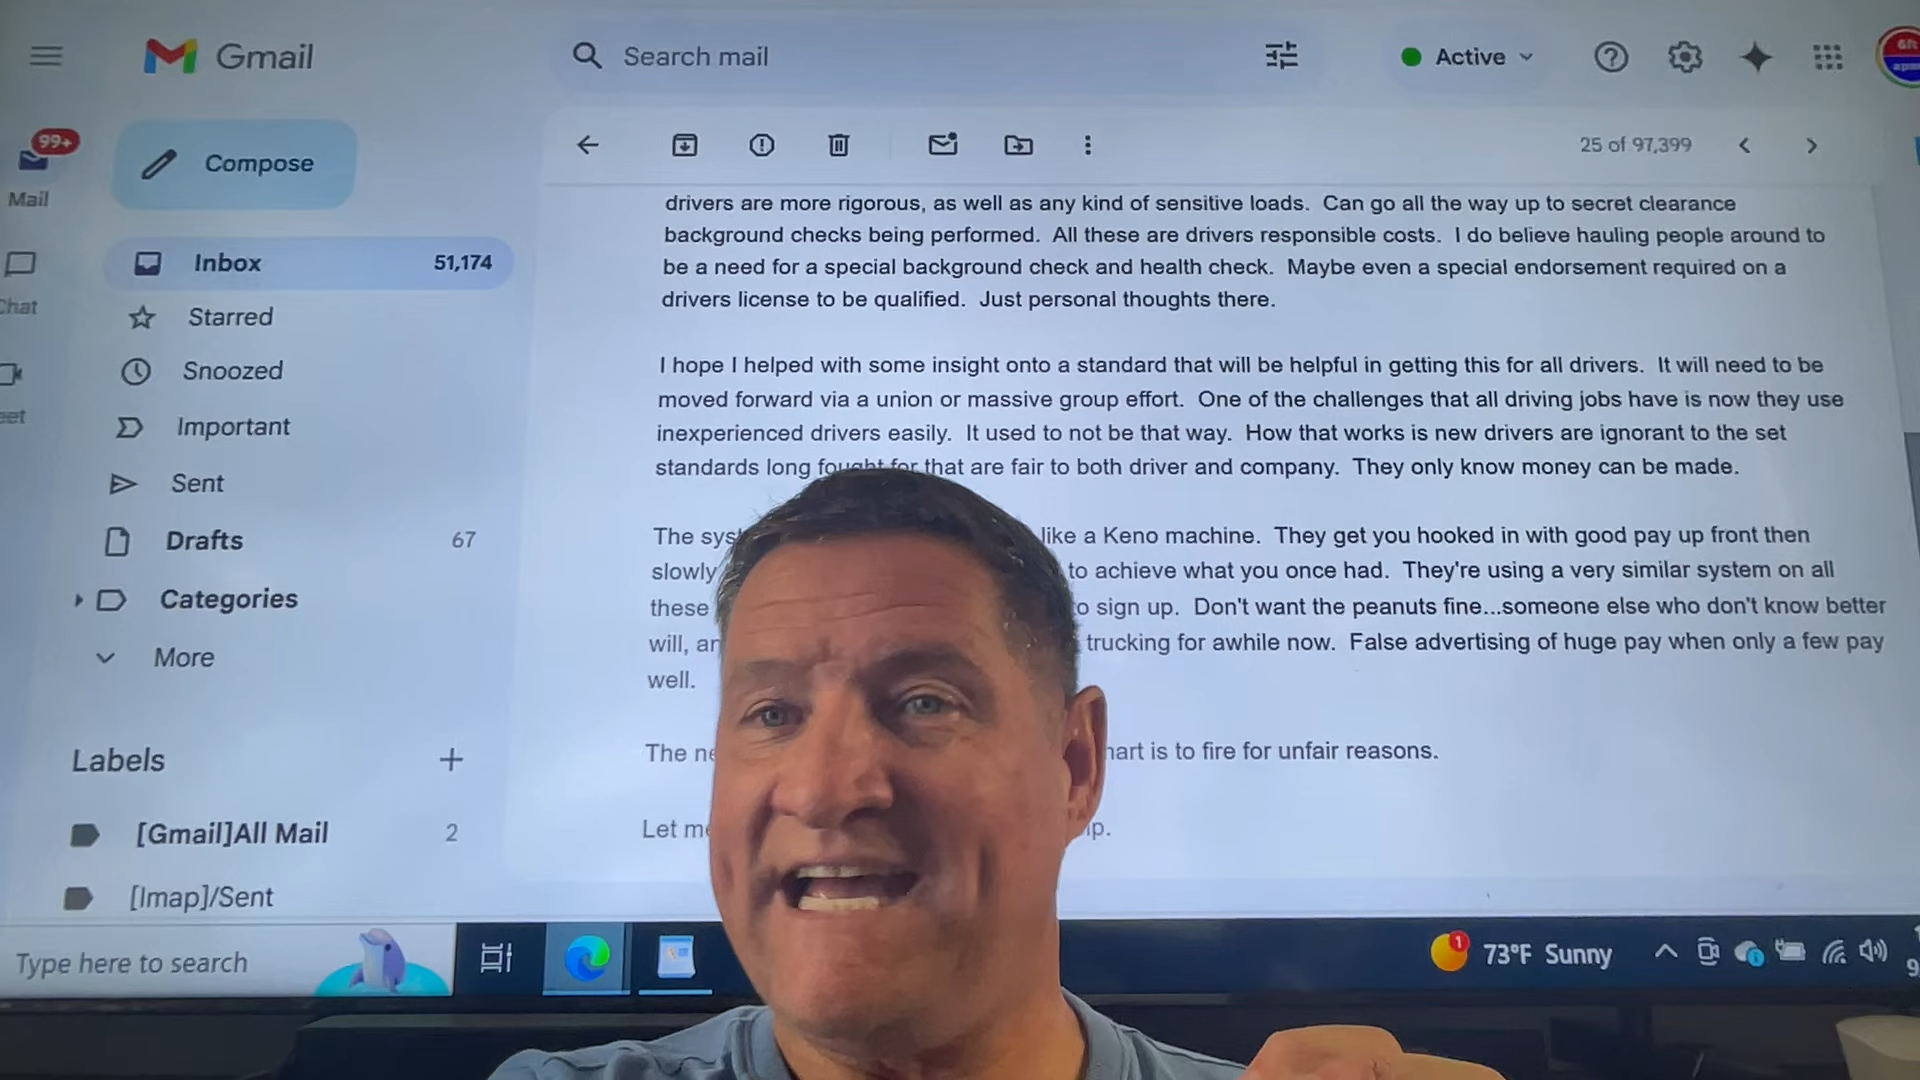 Gmail
Search mail
Active
6ft
99+
Mail
Compose
25 of 97,399
Chat
Inbox 51,174
Starred
Snoozed
Important
Sent
Drafts 67
Categories
More
Labels
[Gmail]All Mail 2
[Imap]/Sent
drivers are more rigorous, as well as any kind of sensitive loads. Can go all the way up to secret clearance
background checks being performed. All these are drivers responsible costs. I do believe hauling people around to
be a need for a special background check and health check. Maybe even a special endorsement required on a
drivers license to be qualified. Just personal thoughts there.
I hope I helped with some insight onto a standard that will be helpful in getting this for all drivers. It will need to be
moved forward via a union or massive group effort. One of the challenges that all driving jobs have is now they use
inexperienced drivers easily. It used to not be that way. How that works is new drivers are ignorant to the set
standards long fought for that are fair to both driver and company. They only know money can be made.
The like a Keno machine. They get you hooked in with good pay up front then
slowly to achieve what you once had. They're using a very similar system on all
these to sign up. Don't want the peanuts fine...someone else who don't know better
will, trucking for awhile now. False advertising of huge pay when only a few pay
well.
The is to fire for unfair reasons.
Let
Type here to search
1
73°F Sunny